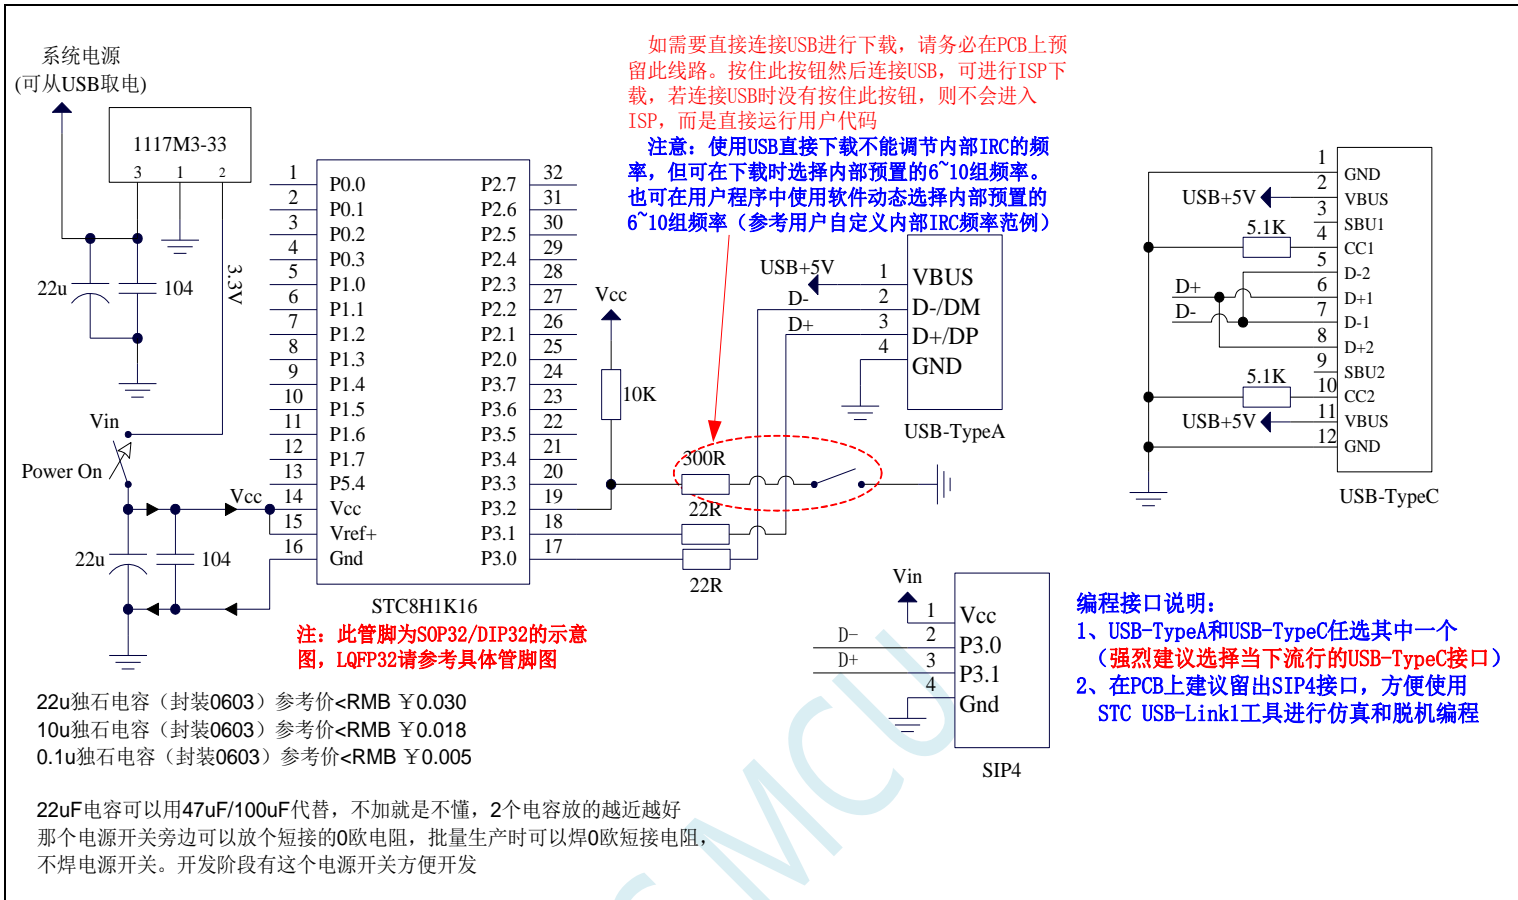 系统电源
(可从USB取电)
1117M3-33
3 1 2
22u
104
3.3V
Vin
Power On
Vcc
22u
104
1 P0.0
2 P0.1
3 P0.2
4 P0.3
5 P1.0
6 P1.1
7 P1.2
8 P1.3
9 P1.4
10 P1.5
11 P1.6
12 P1.7
13 P5.4
14 Vcc
15 Vref+
16 Gnd
P2.7 32
P2.6 31
P2.5 30
P2.4 29
P2.3 28
P2.2 27
P2.1 26
P2.0 25
P3.7 24
P3.6 23
P3.5 22
P3.4 21
P3.3 20
P3.2 19
P3.1 18
P3.0 17
STC8H1K16
注：此管脚为SOP32/DIP32的示意
图，LQFP32请参考具体管脚图
如需要直接连接USB进行下载，请务必在PCB上预
留此线路。按住此按钮然后连接USB，可进行ISP下
载，若连接USB时没有按住此按钮，则不会进入
ISP，而是直接运行用户代码
注意：使用USB直接下载不能调节内部IRC的频
率，但可在下载时选择内部预置的6~10组频率。
也可在用户程序中使用软件动态选择内部预置的
6~10组频率（参考用户自定义内部IRC频率范例）
Vcc
10K
300R
22R
22R
USB+5V
D-
D+
1 VBUS
2 D-/DM
3 D+/DP
4 GND
USB-TypeA
Vin
D-
D+
1 Vcc
2 P3.0
3 P3.1
4 Gnd
SIP4
USB+5V
5.1K
D+
D-
5.1K
USB+5V
1 GND
2 VBUS
3 SBU1
4 CC1
5 D-2
6 D+1
7 D-1
8 D+2
9 SBU2
10 CC2
11 VBUS
12 GND
USB-TypeC
编程接口说明：
1、USB-TypeA和USB-TypeC任选其中一个
（强烈建议选择当下流行的USB-TypeC接口）
2、在PCB上建议留出SIP4接口，方便使用
STC USB-Link1工具进行仿真和脱机编程
22u独石电容（封装0603）参考价<RMB ￥0.030
10u独石电容（封装0603）参考价<RMB ￥0.018
0.1u独石电容（封装0603）参考价<RMB ￥0.005
22uF电容可以用47uF/100uF代替，不加就是不懂，2个电容放的越近越好
那个电源开关旁边可以放个短接的0欧电阻，批量生产时可以焊0欧短接电阻，
不焊电源开关。开发阶段有这个电源开关方便开发
MCU